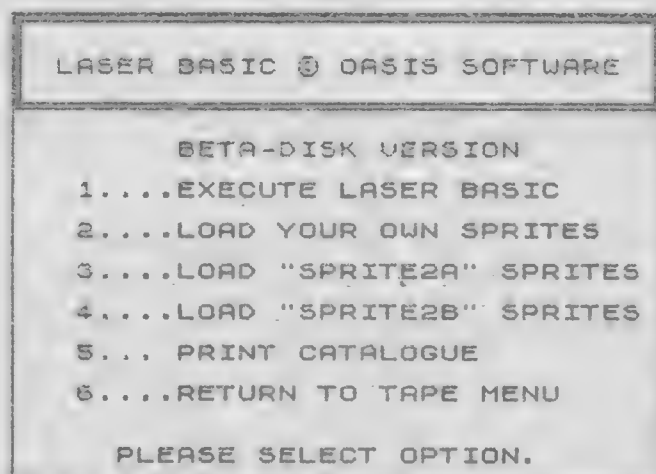 LASER BASIC © OASIS SOFTWARE
BETA-DISK VERSION
1....EXECUTE LASER BASIC
2....LOAD YOUR OWN SPRITES
3....LOAD "SPRITE2A" SPRITES
4....LOAD "SPRITE2B" SPRITES
5... PRINT CATALOGUE
6....RETURN TO TAPE MENU
PLEASE SELECT OPTION.